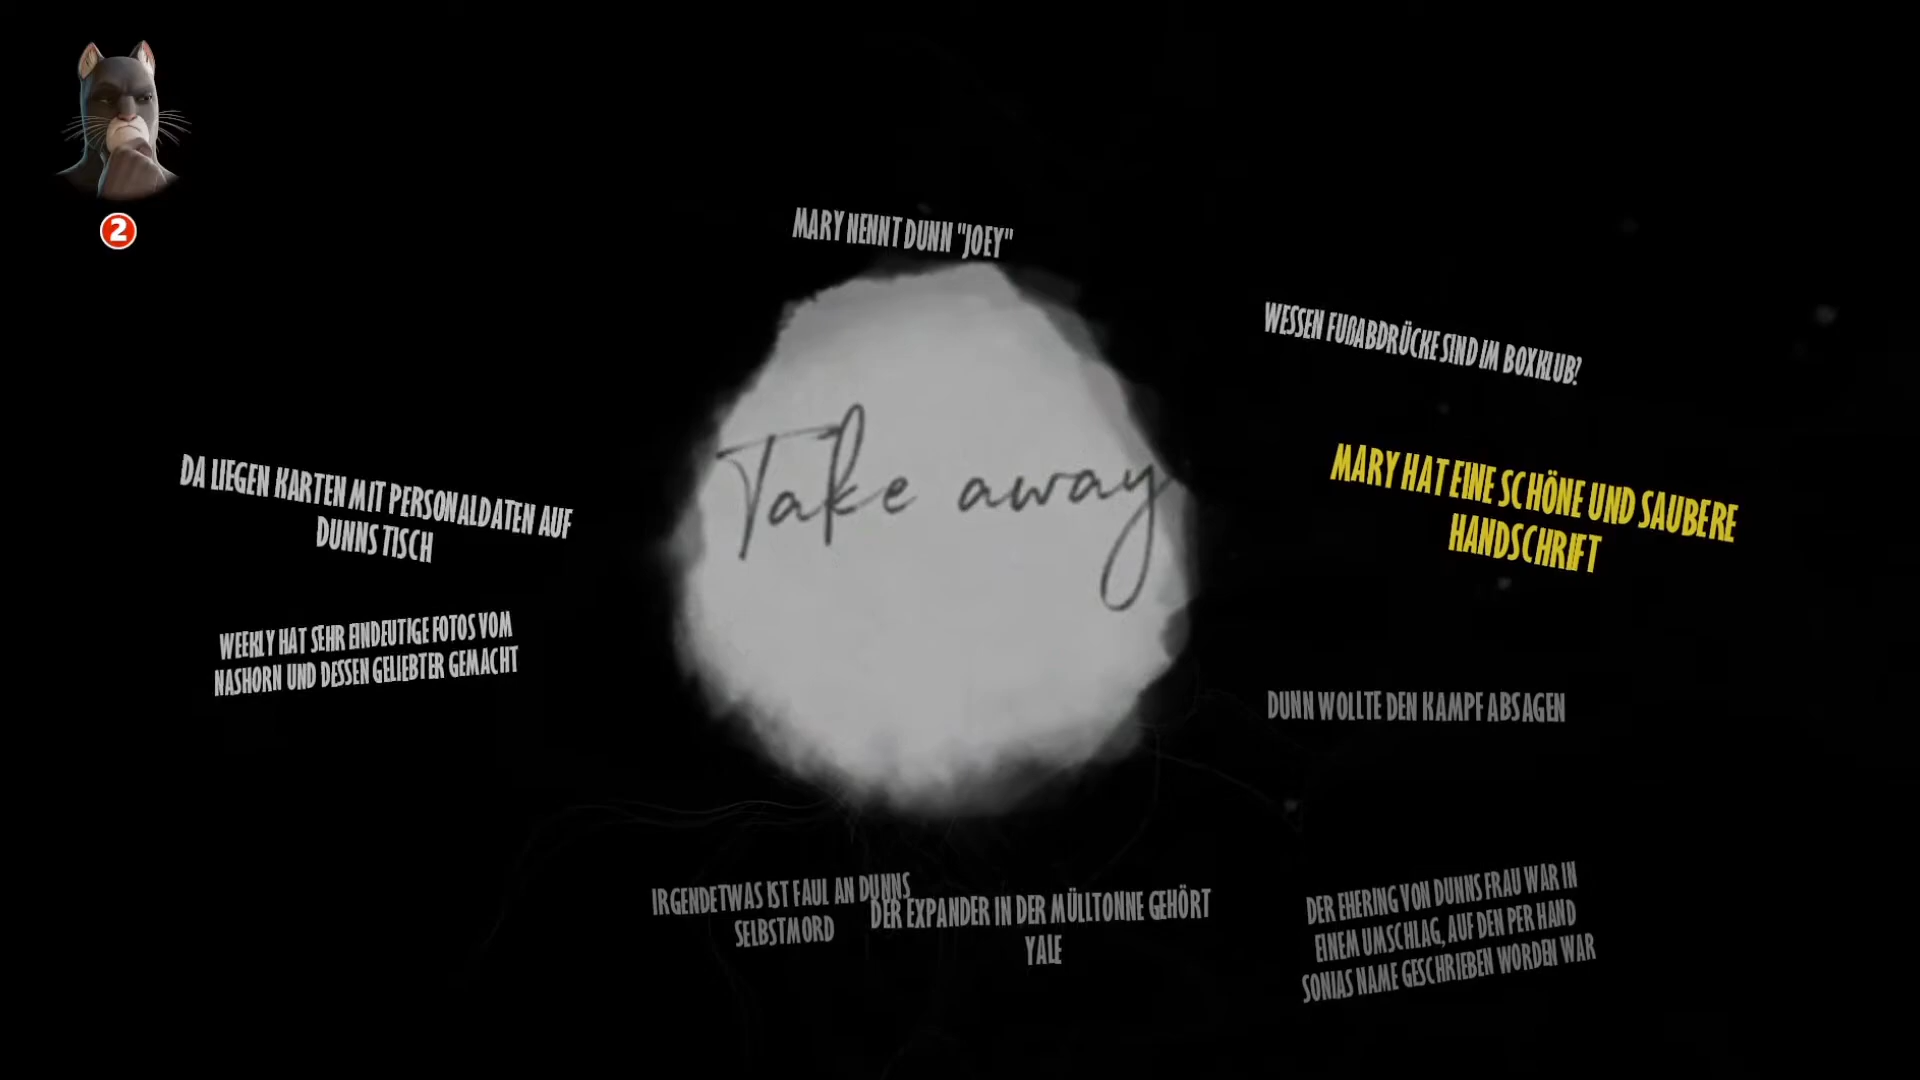 2
MARY NENNT DUNN "JOEY"
WESSEN FUẞABDRÜCKE SIND IM BOXKLUB?
Take away
DA LIEGEN KARTEN MIT PERSONALDATEN AUF
DUNNS TISCH
MARY HAT EINE SCHÖNE UND SAUBERE
HANDSCHRIFT
WEEKLY HAT SEHR EINDEUTIGE FOTOS VOM
NASHORN UND DESSEN GELIEBTER GEMACHT
DUNN WOLLTE DEN KAMPF ABSAGEN
IRGENDETWAS IST FAUL AN DUNNS
SELBSTMORD
DER EXPANDER IN DER MÜLLTONNE GEHÖRT
YALE
DER EHERING VON DUNNS FRAU WAR IN
EINEM UMSCHLAG, AUF DEN PER HAND
SONIAS NAME GESCHRIEBEN WORDEN WAR